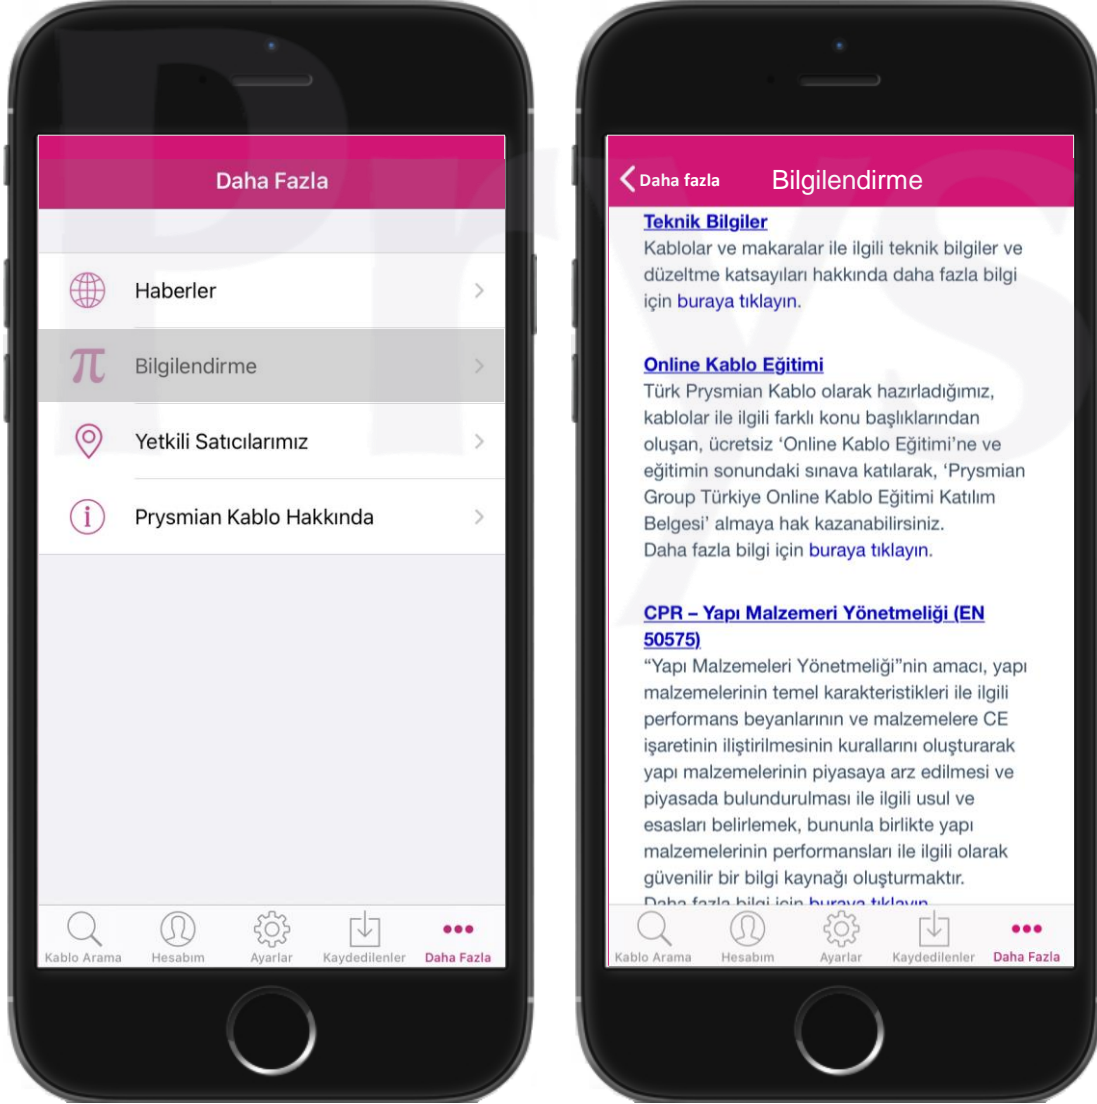 Daha Fazla
Haberler
Bilgilendirme
Yetkili Satıcılarımız
Prysmian Kablo Hakkında
Kablo Arama
Hesabım
Ayarlar
Kaydedilenler
Daha Fazla
Daha fazla
Bilgilendirme
Teknik Bilgiler
Kablolar ve makaralar ile ilgili teknik bilgiler ve
düzeltme katsayıları hakkında daha fazla bilgi
için buraya tıklayın.
Online Kablo Eğitimi
Türk Prysmian Kablo olarak hazırladığımız,
kablolar ile ilgili farklı konu başlıklarından
oluşan, ücretsiz ‘Online Kablo Eğitimi’ne ve
eğitimin sonundaki sınava katılarak, ‘Prysmian
Group Türkiye Online Kablo Eğitimi Katılım
Belgesi’ almaya hak kazanabilirsiniz.
Daha fazla bilgi için buraya tıklayın.
CPR – Yapı Malzemeri Yönetmeliği (EN
50575)
“Yapı Malzemeleri Yönetmeliği”nin amacı, yapı
malzemelerinin temel karakteristikleri ile ilgili
performans beyanlarının ve malzemelere CE
işaretinin iliştirilmesinin kurallarını oluşturarak
yapı malzemelerinin piyasaya arz edilmesi ve
piyasada bulundurulması ile ilgili usul ve
esasları belirlemek, bununla birlikte yapı
malzemelerinin performansları ile ilgili olarak
güvenilir bir bilgi kaynağı oluşturmaktır.
Daha fazla bilgi için buraya tıklayın
Kablo Arama
Hesabım
Ayarlar
Kaydedilenler
Daha Fazla
Prys